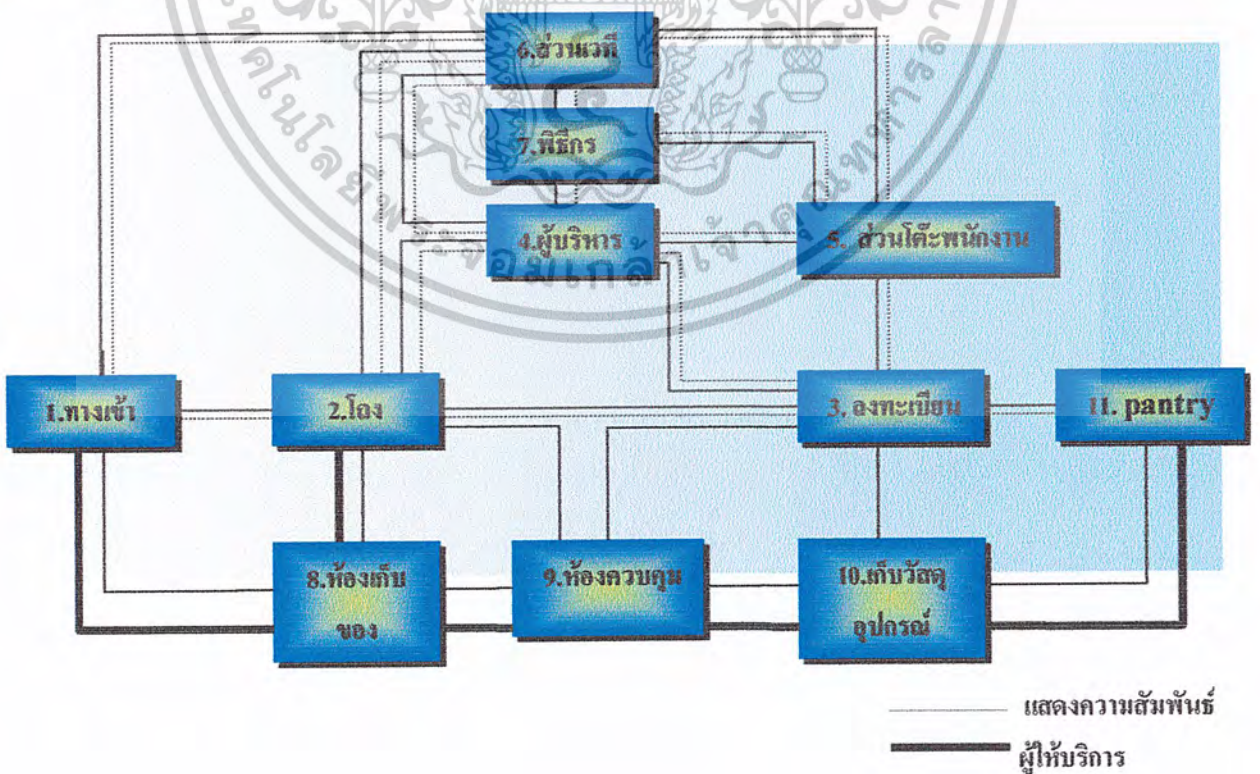 6.ส่วนเวที
7.พิธีกร
4.ผู้บริหาร
5. ส่วนโต๊ะพนักงาน
1.ทางเข้า
2.โถง
3. ลงทะเบียน
11. pantry
8.ห้องเก็บ
ของ
9.ห้องควบคุม
10.เก็บวัสดุ
อุปกรณ์
แสดงความสัมพันธ์
ผู้ให้บริการ